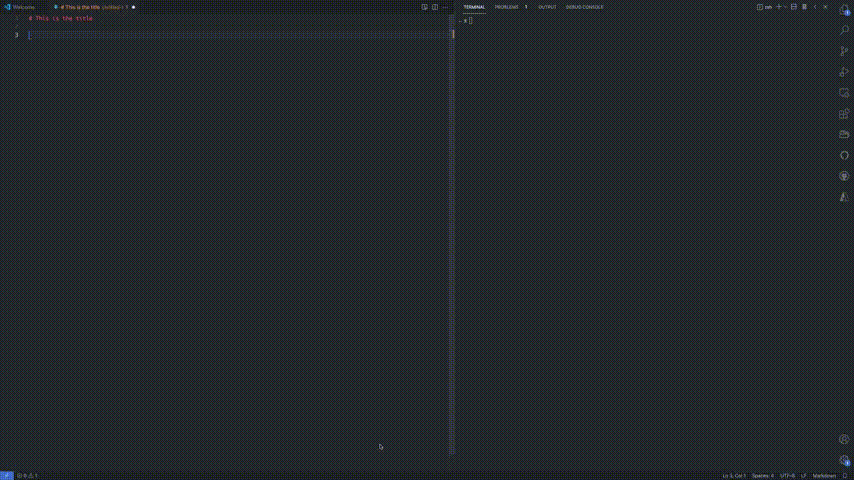 Welcome
# This is the title Untitled-1 1
1 # This is the title
3
TERMINAL PROBLEMS 1 OUTPUT DEBUG CONSOLE
zsh
~ $
0 1
Ln 3, Col 1 Spaces: 4 UTF-8 LF Markdown